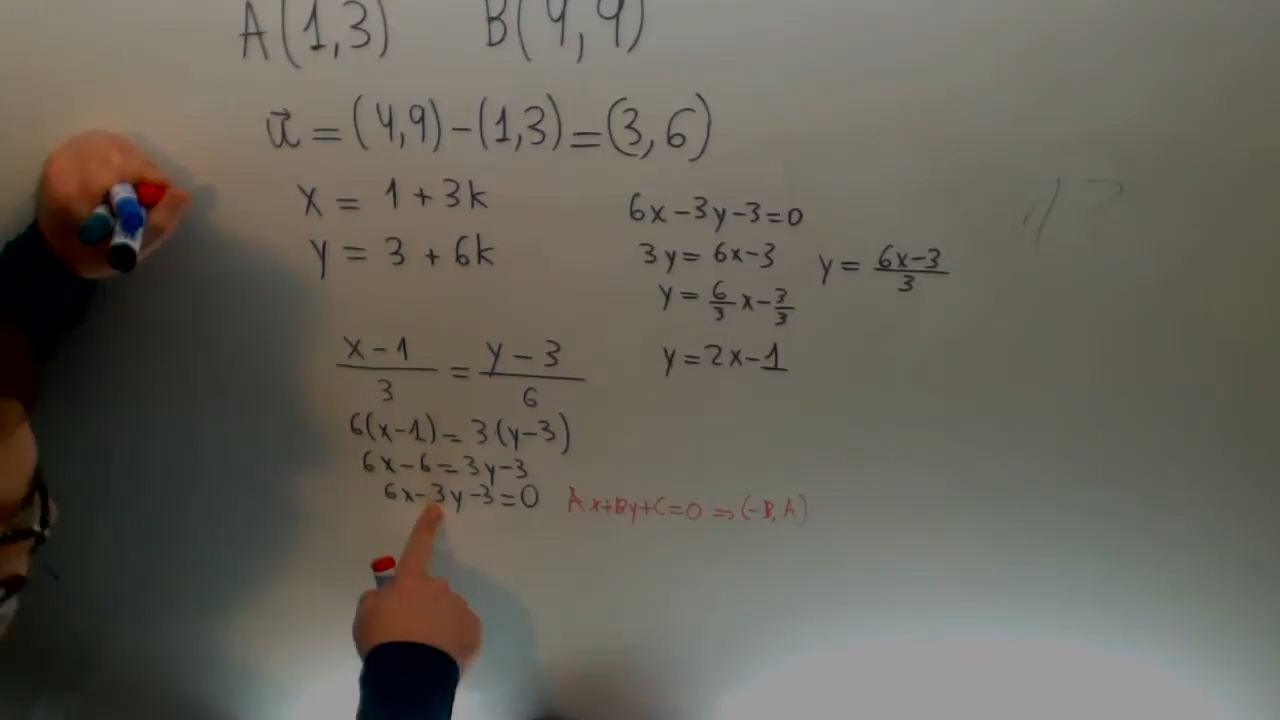 A(1,3) B(4,9)
u⃗ = (4,9) - (1,3) = (3,6)
x = 1 + 3k
y = 3 + 6k
6x - 3y - 3 = 0
3y = 6x - 3 y = (6x-3)/3
y = 6/3 x - 3/3
y = 2x - 1
(x-1)/3 = (y-3)/6
6(x-1) = 3(y-3)
6x - 6 = 3y - 3
6x - 3y - 3 = 0 Ax+By+C=0 ⇒ (-B, A)